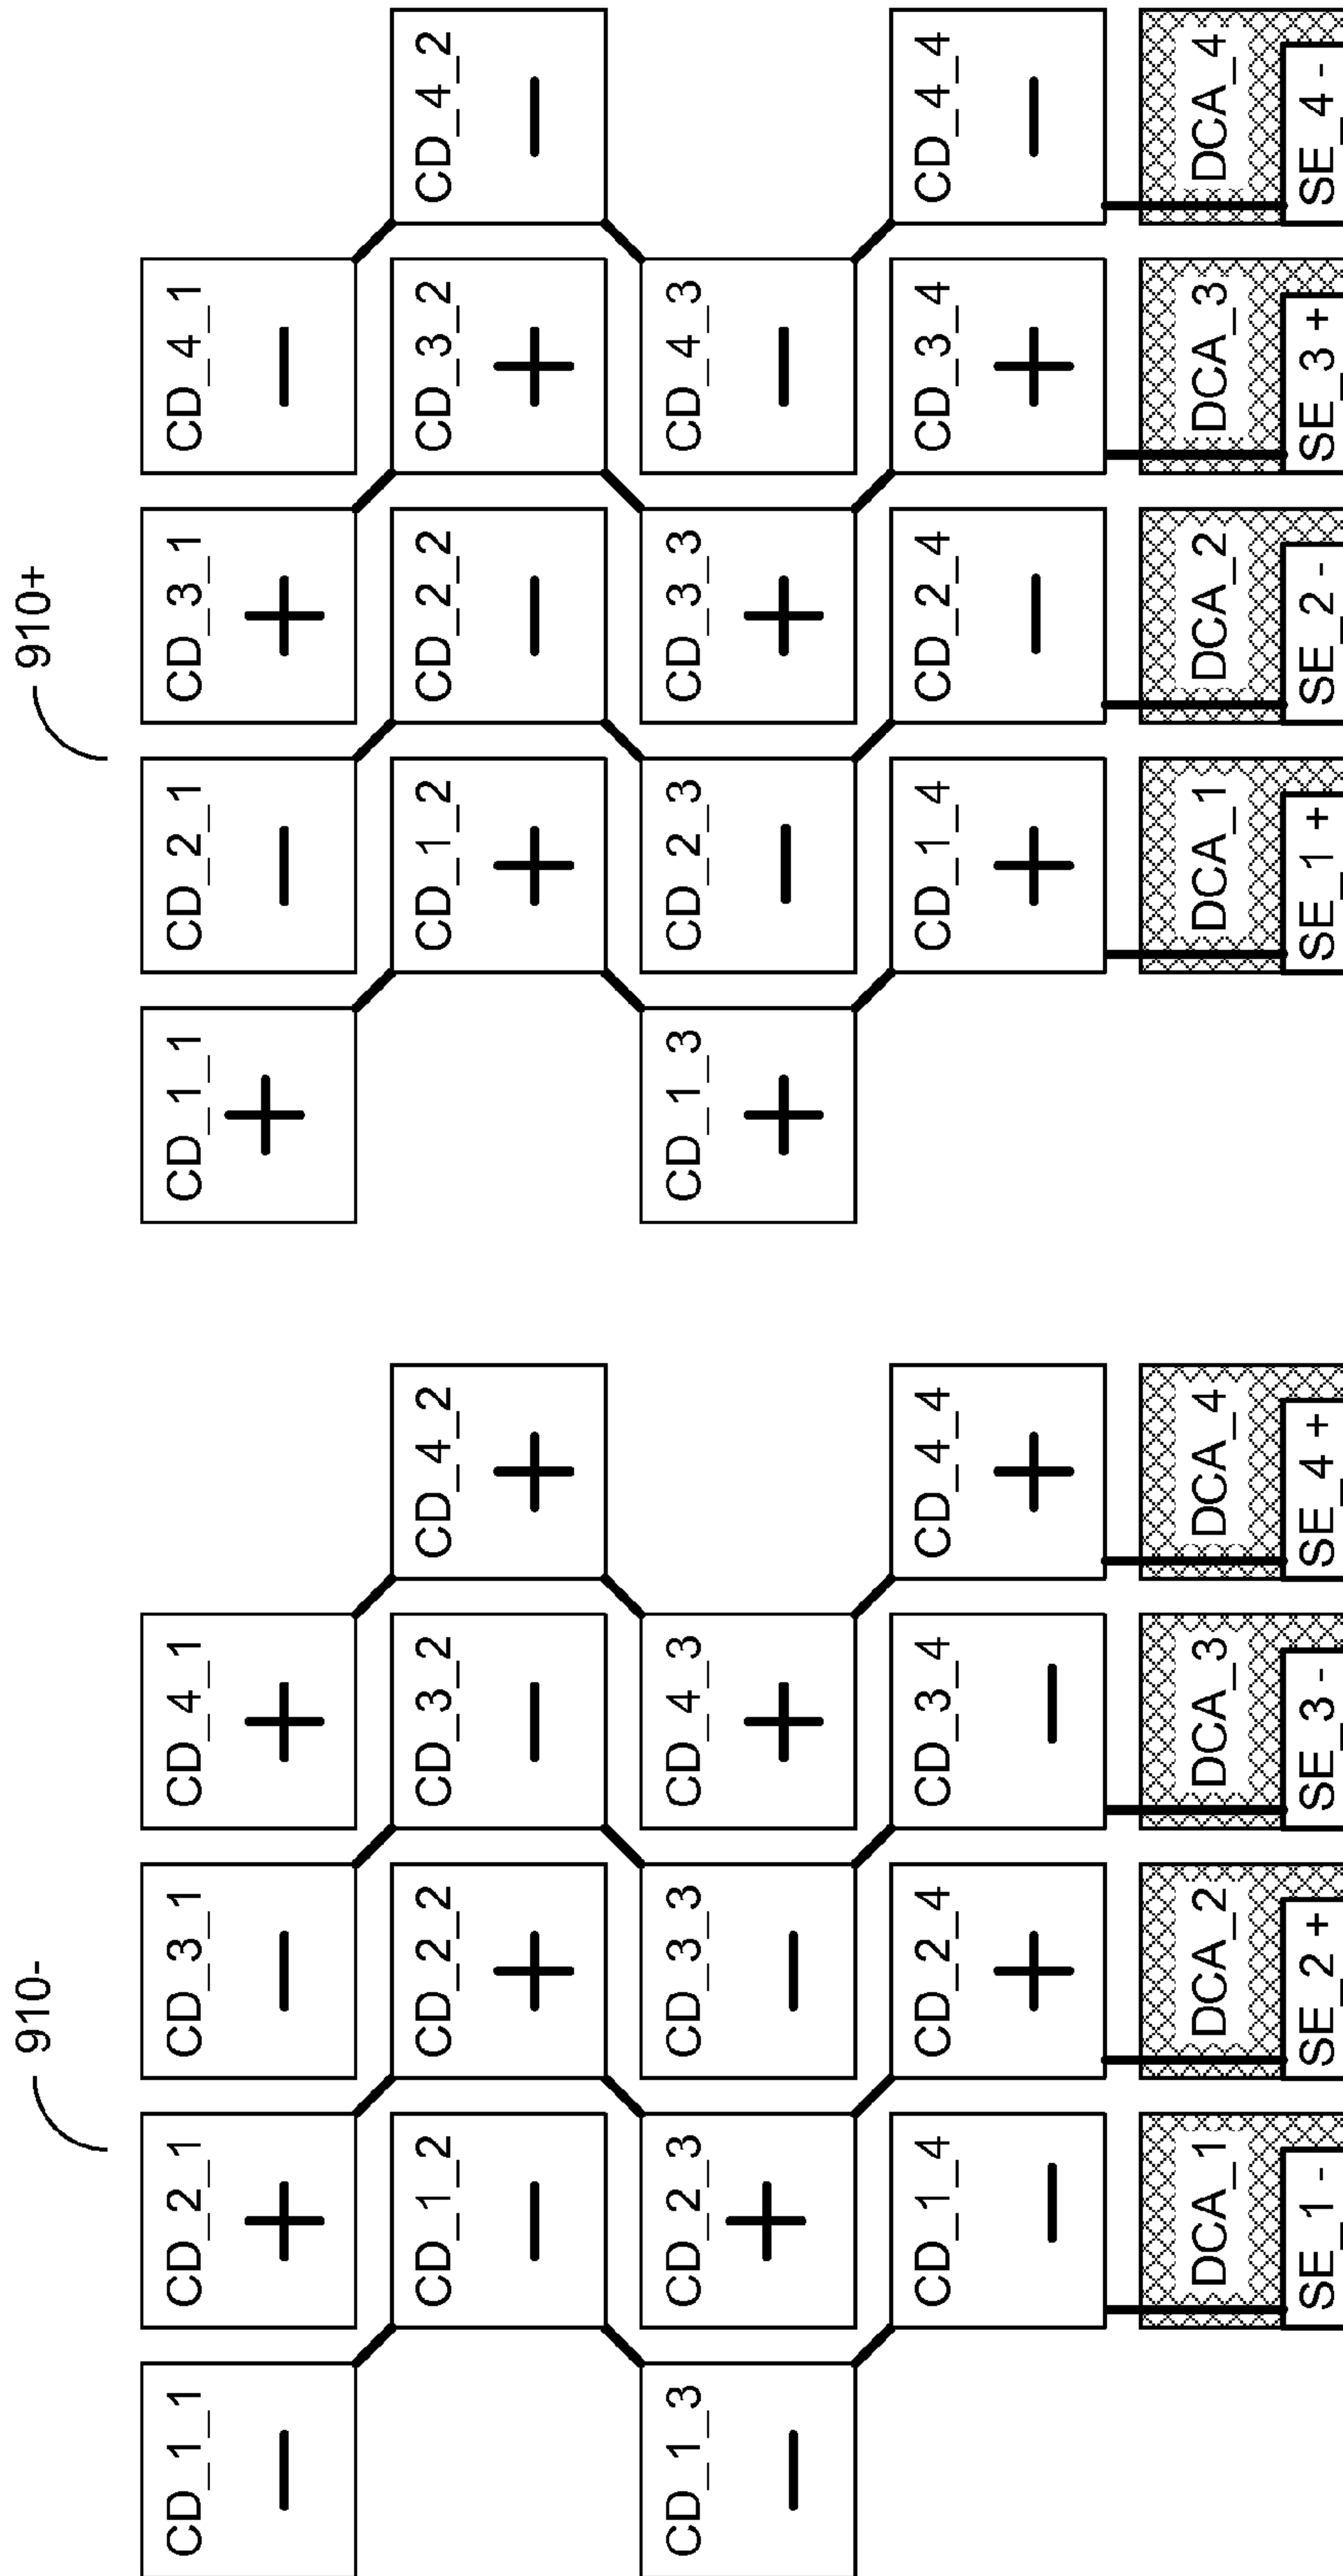 910-
CD_1_1
−
CD_2_1
+
CD_3_1
−
CD_4_1
+
CD_1_2
−
CD_2_2
+
CD_3_2
−
CD_4_2
+
CD_1_3
−
CD_2_3
+
CD_3_3
−
CD_4_3
+
CD_1_4
−
CD_2_4
+
CD_3_4
−
CD_4_4
+
DCA_1
DCA_2
DCA_3
DCA_4
SE_1 -
SE_2 +
SE_3 -
SE_4 +
910+
CD_1_1
+
CD_2_1
−
CD_3_1
+
CD_4_1
−
CD_1_2
+
CD_2_2
−
CD_3_2
+
CD_4_2
−
CD_1_3
+
CD_2_3
−
CD_3_3
+
CD_4_3
−
CD_1_4
+
CD_2_4
−
CD_3_4
+
CD_4_4
−
DCA_1
DCA_2
DCA_3
DCA_4
SE_1 +
SE_2 -
SE_3 +
SE_4 -